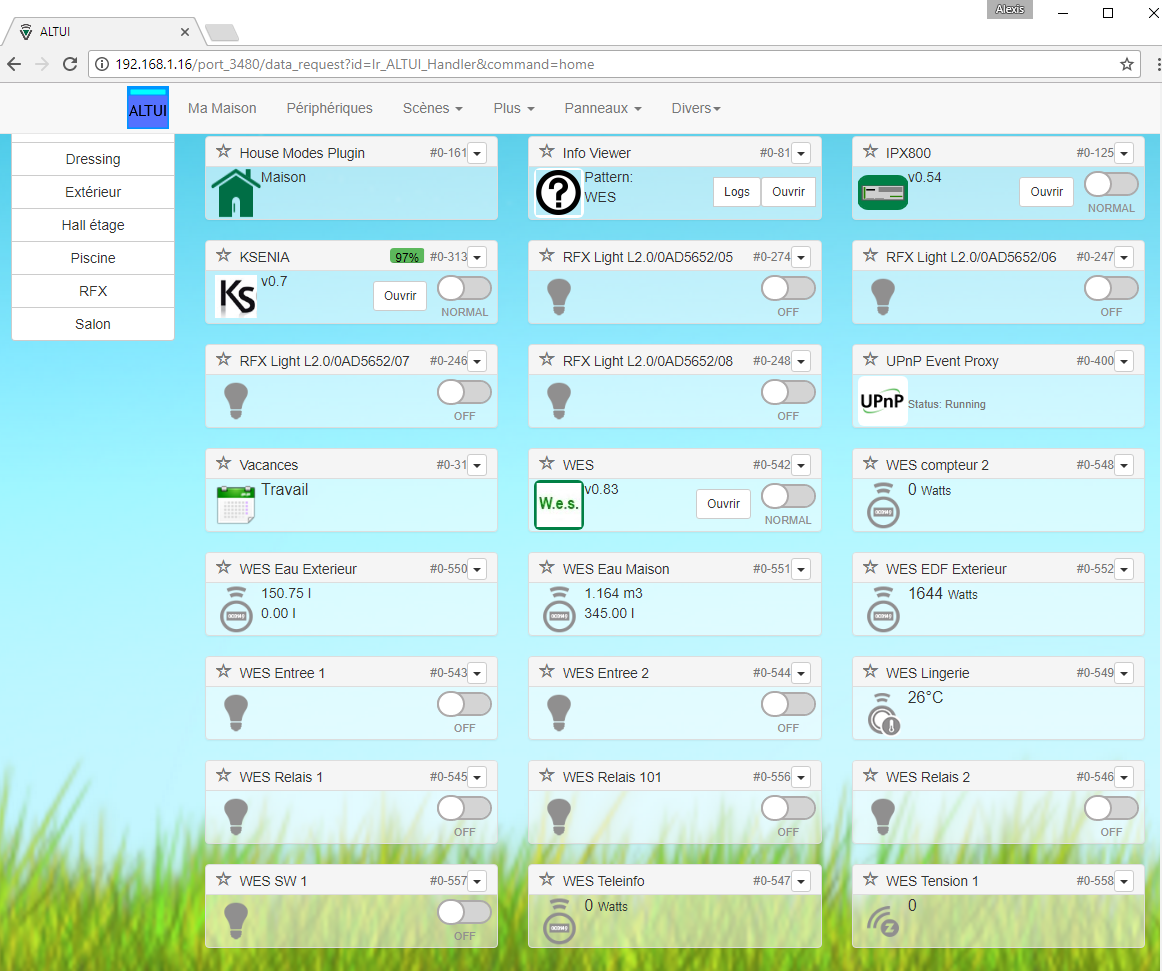 Alexis
ALTUI
192.168.1.16/port_3480/data_request?id=lr_ALTUI_Handler&command=home
ALTUI Ma Maison Périphériques Scènes Plus Panneaux Divers
Dressing
Extérieur
Hall étage
Piscine
RFX
Salon
House Modes Plugin #0-161
Maison
Info Viewer #0-81
Pattern:
WES
Logs Ouvrir
IPX800 #0-125
v0.54
Ouvrir
NORMAL
KSENIA 97% #0-313
Ks v0.7
Ouvrir
NORMAL
RFX Light L2.0/0AD5652/05 #0-274
OFF
RFX Light L2.0/0AD5652/06 #0-247
OFF
RFX Light L2.0/0AD5652/07 #0-246
OFF
RFX Light L2.0/0AD5652/08 #0-248
OFF
UPnP Event Proxy #0-400
UPnP Status: Running
Vacances #0-31
Travail
WES #0-542
W.e.s. v0.83
Ouvrir
NORMAL
WES compteur 2 #0-548
0 Watts
WES Eau Exterieur #0-550
150.75 l
0.00 l
WES Eau Maison #0-551
1.164 m3
345.00 l
WES EDF Exterieur #0-552
1644 Watts
WES Entree 1 #0-543
OFF
WES Entree 2 #0-544
OFF
WES Lingerie #0-549
26°C
WES Relais 1 #0-545
OFF
WES Relais 101 #0-556
OFF
WES Relais 2 #0-546
OFF
WES SW 1 #0-557
OFF
WES Teleinfo #0-547
0 Watts
WES Tension 1 #0-558
0